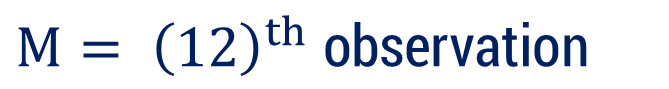 M = (12)ᵗʰ observation